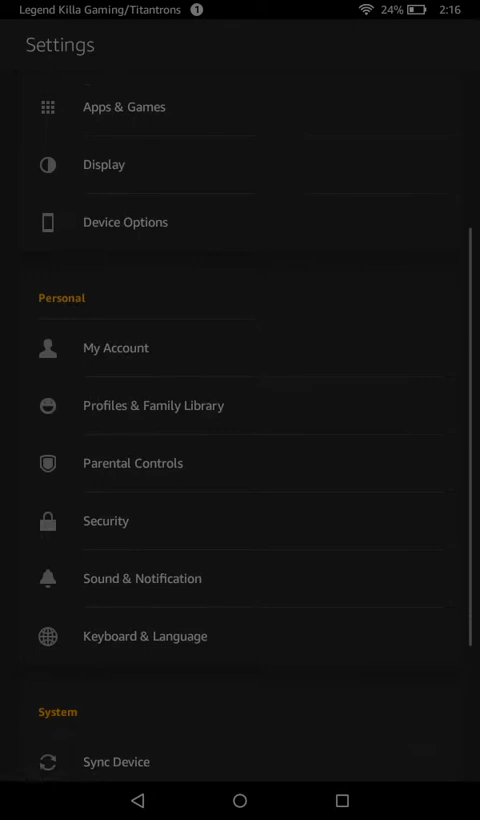 Legend Killa Gaming/Titantrons 1 24% 2:16
Settings
Apps & Games
Display
Device Options
Personal
My Account
Profiles & Family Library
Parental Controls
Security
Sound & Notification
Keyboard & Language
System
Sync Device